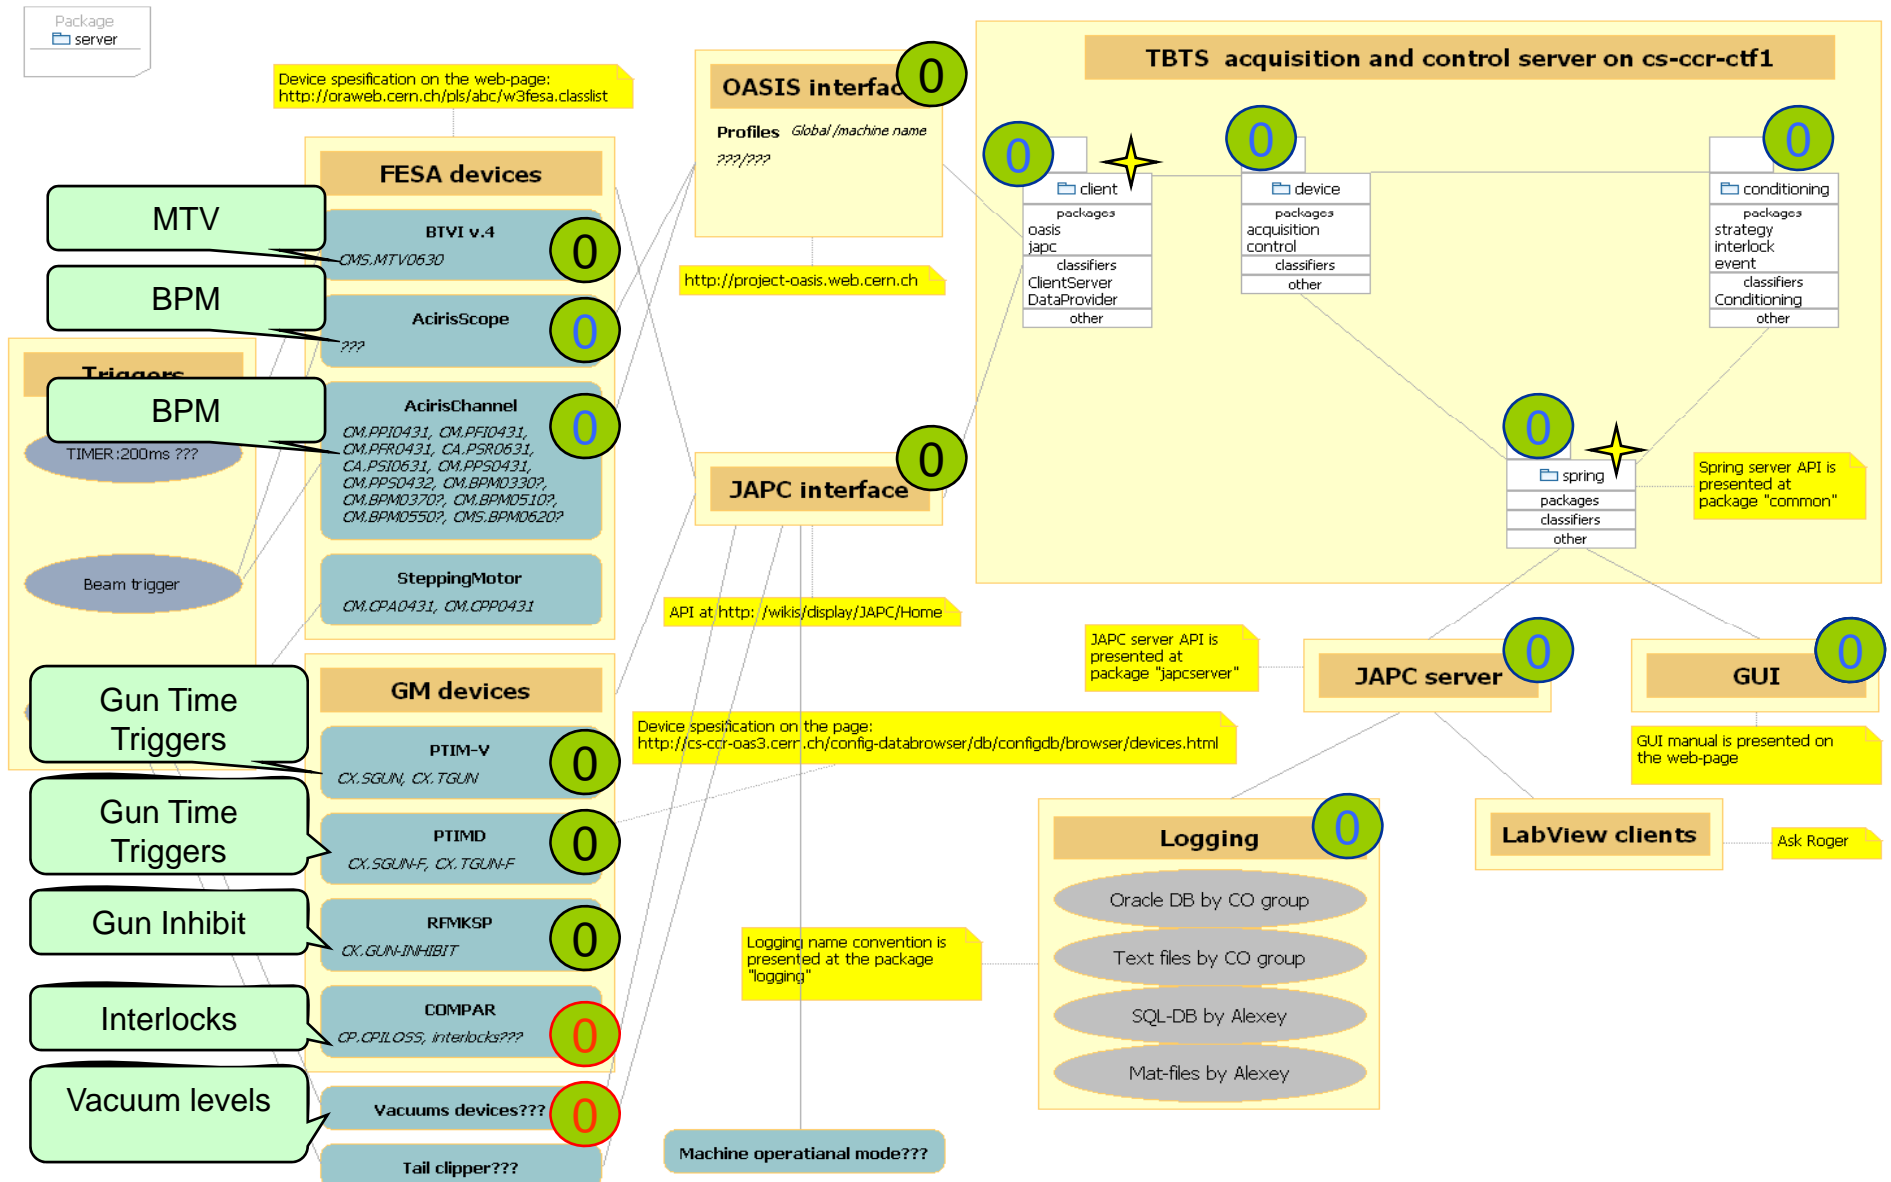 Package
server
Device spesification on the web-page:
http://oraweb.cern.ch/pls/abc/w3fesa.classlist
FESA devices
MTV
BTVI v.4
CMS.MTV0630
0
BPM
AcirisScope
???
0
Triggers
BPM
AcirisChannel
CM.PPI0431, CM.PFI0431,
CM.PFR0431, CA.PSR0631,
CA.PSI0631, CM.PPS0431,
CM.PPS0432, CM.BPM0330?,
CM.BPM0370?, CM.BPM0510?,
CM.BPM0550?, CMS.BPM0620?
0
TIMER:200ms ???
Beam trigger
SteppingMotor
CM.CPA0431, CM.CPP0431
GM devices
Gun Time
Triggers
PTIM-V
CX.SGUN, CX.TGUN
0
Gun Time
Triggers
PTIMD
CX.SGUN-F, CX.TGUN-F
0
Gun Inhibit
RFMKSP
CX.GUN-INHIBIT
0
Interlocks
COMPAR
CP.CPILOSS, interlocks???
0
Vacuum levels
Vacuums devices???
0
Tail clipper???
OASIS interfac
0
Profiles Global/machine name
???/???
http://project-oasis.web.cern.ch
JAPC interface
0
API at http: /wikis/display/JAPC/Home
Device spesification on the page:
http://cs-ccr-oas3.cern.ch/config-databrowser/db/configdb/browser/devices.html
Machine operatianal mode???
TBTS acquisition and control server on cs-ccr-ctf1
0
client
packages
oasis
japc
classifiers
ClientServer
DataProvider
other
0
device
packages
acquisition
control
classifiers
other
0
conditioning
packages
strategy
interlock
event
classifiers
Conditioning
other
0
spring
packages
classifiers
other
Spring server API is
presented at
package "common"
JAPC server API is
presented at
package "japcserver"
JAPC server
0
GUI
0
GUI manual is presented on
the web-page
Logging
0
Oracle DB by CO group
Text files by CO group
SQL-DB by Alexey
Mat-files by Alexey
Logging name convention is
presented at the package
"logging"
LabView clients
Ask Roger